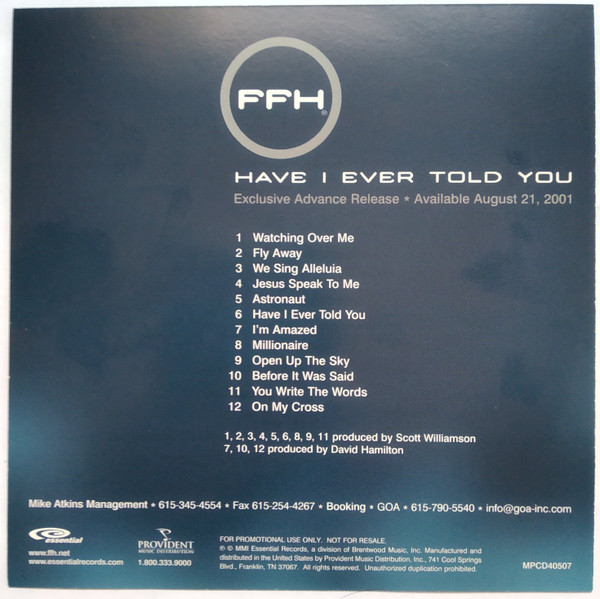 FFH®
HAVE I EVER TOLD YOU
Exclusive Advance Release * Available August 21, 2001
1 Watching Over Me
2 Fly Away
3 We Sing Alleluia
4 Jesus Speak To Me
5 Astronaut
6 Have I Ever Told You
7 I'm Amazed
8 Millionaire
9 Open Up The Sky
10 Before It Was Said
11 You Write The Words
12 On My Cross
1, 2, 3, 4, 5, 6, 8, 9, 11 produced by Scott Williamson
7, 10, 12 produced by David Hamilton
Mike Atkins Management * 615-345-4554 * Fax 615-254-4267 * Booking * GOA * 615-790-5540 * info@goa-inc.com
essential
www.ffh.net
www.essentialrecords.com
PROVIDENT
MUSIC DISTRIBUTION
1.800.333.9000
FOR PROMOTIONAL USE ONLY. NOT FOR RESALE.
℗ © MMI Essential Records, a division of Brentwood Music, Inc. Manufactured and
distributed in the United States by Provident Music Distribution, Inc., 741 Cool Springs
Blvd., Franklin, TN 37067. All rights reserved. Unauthorized duplication prohibited.
MPCD40507